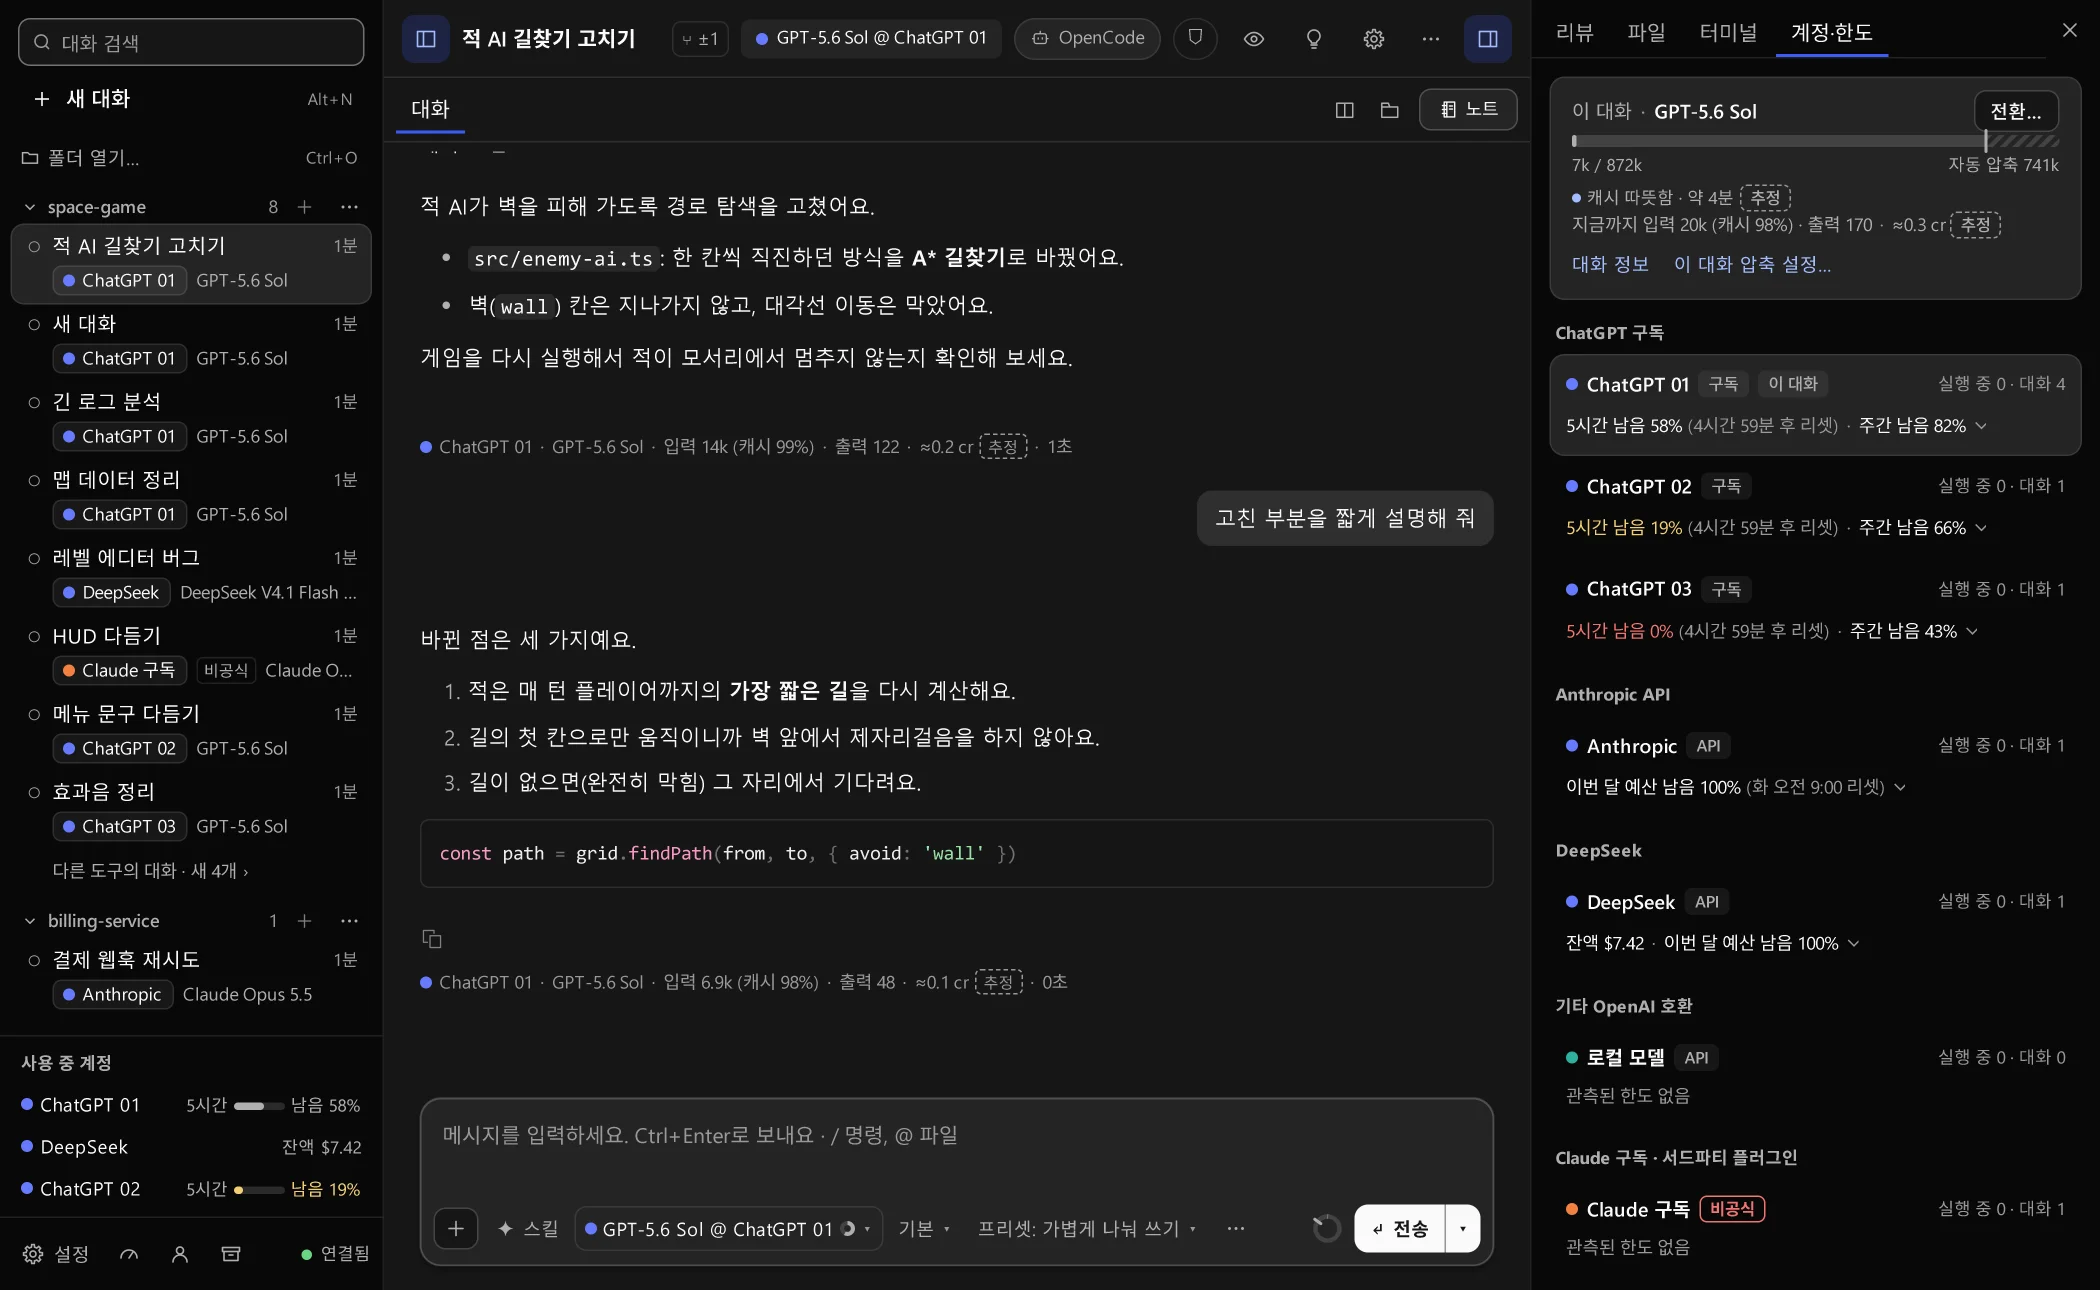 대화 검색
새 대화 Alt+N
폴더 열기... Ctrl+O
space-game 8
적 AI 길찾기 고치기 1분
ChatGPT 01 GPT-5.6 Sol
새 대화 1분
ChatGPT 01 GPT-5.6 Sol
긴 로그 분석 1분
ChatGPT 01 GPT-5.6 Sol
맵 데이터 정리 1분
ChatGPT 01 GPT-5.6 Sol
레벨 에디터 버그 1분
DeepSeek DeepSeek V4.1 Flash ...
HUD 다듬기 1분
Claude 구독 비공식 Claude O...
메뉴 문구 다듬기 1분
ChatGPT 02 GPT-5.6 Sol
효과음 정리 1분
ChatGPT 03 GPT-5.6 Sol
다른 도구의 대화 · 새 4개 ›
billing-service 1
결제 웹훅 재시도 1분
Anthropic Claude Opus 5.5
사용 중 계정
ChatGPT 01 5시간 남음 58%
DeepSeek 잔액 $7.42
ChatGPT 02 5시간 남음 19%
설정 연결됨
적 AI 길찾기 고치기 ±1 GPT-5.6 Sol @ ChatGPT 01 OpenCode
대화 노트
적 AI가 벽을 피해 가도록 경로 탐색을 고쳤어요.
• src/enemy-ai.ts: 한 칸씩 직진하던 방식을 A* 길찾기로 바꿨어요.
• 벽(wall) 칸은 지나가지 않고, 대각선 이동은 막았어요.
게임을 다시 실행해서 적이 모서리에서 멈추지 않는지 확인해 보세요.
ChatGPT 01 · GPT-5.6 Sol · 입력 14k (캐시 99%) · 출력 122 · ≈0.2 cr 추정 · 1초
고친 부분을 짧게 설명해 줘
바뀐 점은 세 가지예요.
1. 적은 매 턴 플레이어까지의 가장 짧은 길을 다시 계산해요.
2. 길의 첫 칸으로만 움직이니까 벽 앞에서 제자리걸음을 하지 않아요.
3. 길이 없으면(완전히 막힘) 그 자리에서 기다려요.
const path = grid.findPath(from, to, { avoid: 'wall' })
ChatGPT 01 · GPT-5.6 Sol · 입력 6.9k (캐시 98%) · 출력 48 · ≈0.1 cr 추정 · 0초
메시지를 입력하세요. Ctrl+Enter로 보내요 · / 명령, @ 파일
스킬 GPT-5.6 Sol @ ChatGPT 01 기본 프리셋: 가볍게 나눠 쓰기 전송
리뷰 파일 터미널 계정·한도
이 대화 · GPT-5.6 Sol 전환...
7k / 872k 자동 압축 741k
캐시 따뜻함 · 약 4분 추정
지금까지 입력 20k (캐시 98%) · 출력 170 · ≈0.3 cr 추정
대화 정보 이 대화 압축 설정...
ChatGPT 구독
ChatGPT 01 구독 이 대화 실행 중 0 · 대화 4
5시간 남음 58% (4시간 59분 후 리셋) · 주간 남음 82%
ChatGPT 02 구독 실행 중 0 · 대화 1
5시간 남음 19% (4시간 59분 후 리셋) · 주간 남음 66%
ChatGPT 03 구독 실행 중 0 · 대화 1
5시간 남음 0% (4시간 59분 후 리셋) · 주간 남음 43%
Anthropic API
Anthropic API 실행 중 0 · 대화 1
이번 달 예산 남음 100% (화 오전 9:00 리셋)
DeepSeek
DeepSeek API 실행 중 0 · 대화 1
잔액 $7.42 · 이번 달 예산 남음 100%
기타 OpenAI 호환
로컬 모델 API 실행 중 0 · 대화 0
관측된 한도 없음
Claude 구독 · 서드파티 플러그인
Claude 구독 비공식 실행 중 0 · 대화 1
관측된 한도 없음